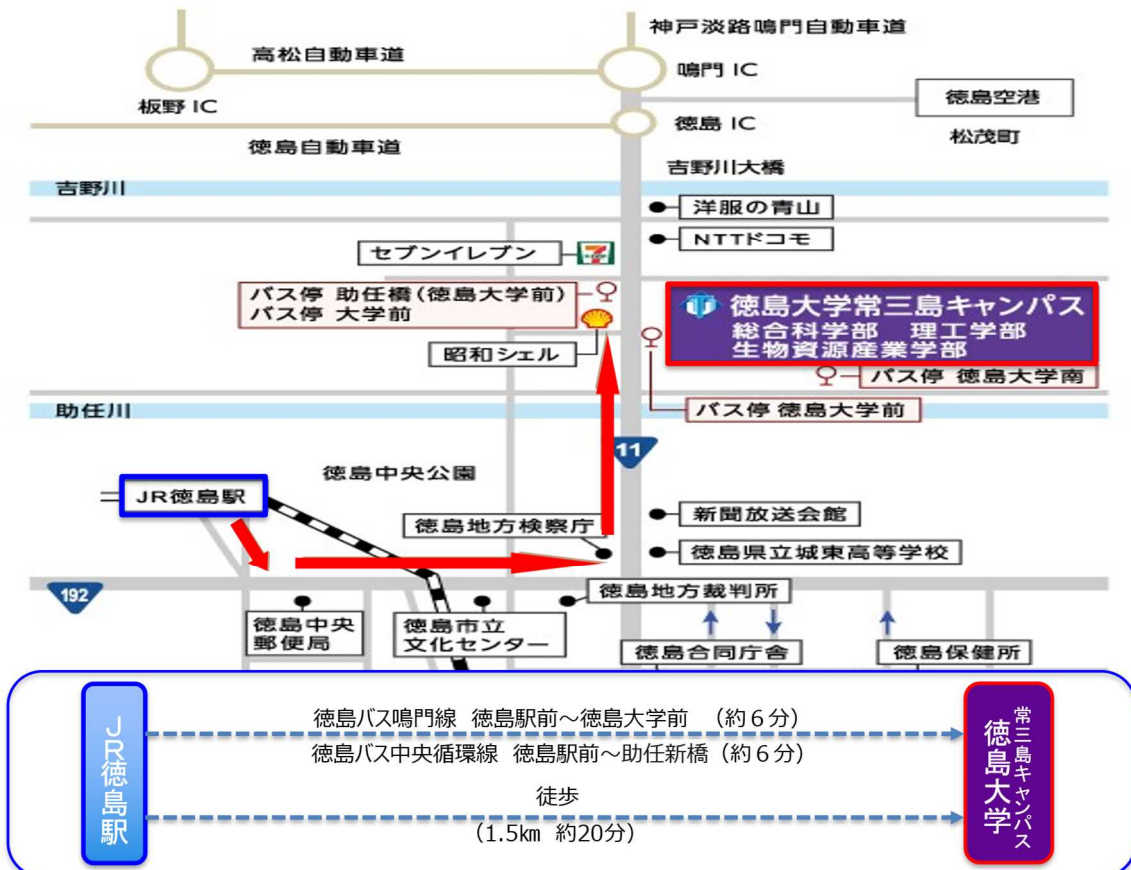 神戸淡路鳴門自動車道
高松自動車道
鳴門 IC
板野 IC
徳島空港
徳島 IC
松茂町
徳島自動車道
吉野川大橋
吉野川
洋服の青山
NTTドコモ
セブンイレブン
7
バス停 助任橋(徳島大学前)
バス停 大学前
徳島大学常三島キャンパス
総合科学部 理工学部
生物資源産業学部
昭和シェル
バス停 徳島大学南
助任川
バス停 徳島大学前
11
徳島中央公園
JR徳島駅
徳島地方検察庁
新聞放送会館
徳島県立城東高等学校
192
徳島地方裁判所
徳島中央
郵便局
徳島市立
文化センター
徳島合同庁舎
徳島保健所
JR徳島駅
徳島バス鳴門線 徳島駅前~徳島大学前 (約6分)
徳島バス中央循環線 徳島駅前~助任新橋(約6分)
徒歩
(1.5km 約20分)
常三島キャンパス
徳島大学